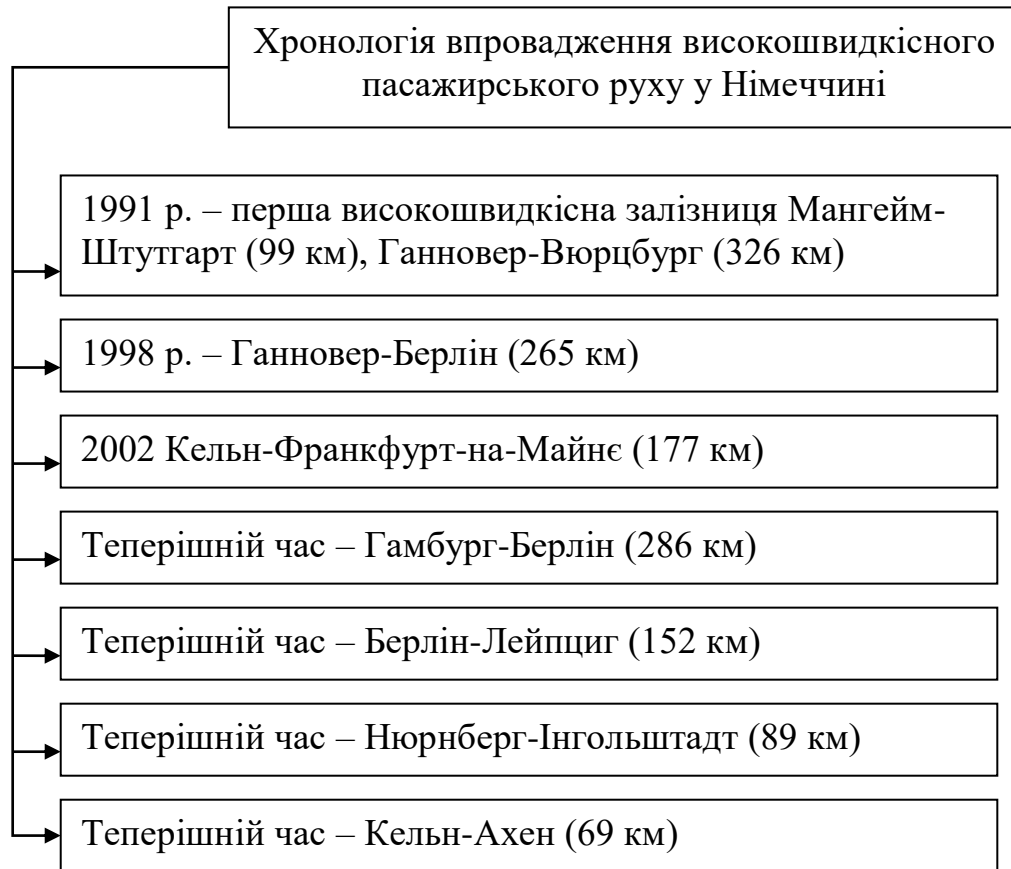 Хронологія впровадження високошвидкісного
пасажирського руху у Німеччині
1991 р. – перша високошвидкісна залізниця Мангейм-
Штутгарт (99 км), Ганновер-Вюрцбург (326 км)
1998 р. – Ганновер-Берлін (265 км)
2002 Кельн-Франкфурт-на-Майнє (177 км)
Теперішній час – Гамбург-Берлін (286 км)
Теперішній час – Берлін-Лейпциг (152 км)
Теперішній час – Нюрнберг-Інгольштадт (89 км)
Теперішній час – Кельн-Ахен (69 км)